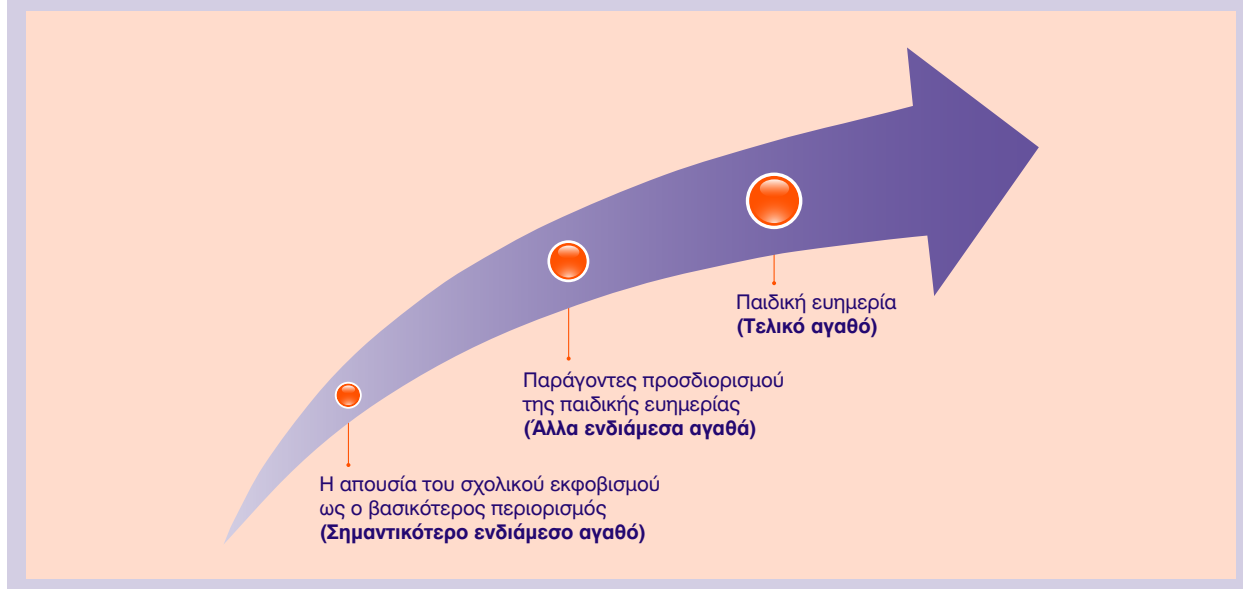 Παιδική ευημερία
(Τελικό αγαθό)
Παράγοντες προσδιορισμού
της παιδικής ευημερίας
(Άλλα ενδιάμεσα αγαθά)
Η απουσία του σχολικού εκφοβισμού
ως ο βασικότερος περιορισμός
(Σημαντικότερο ενδιάμεσο αγαθό)